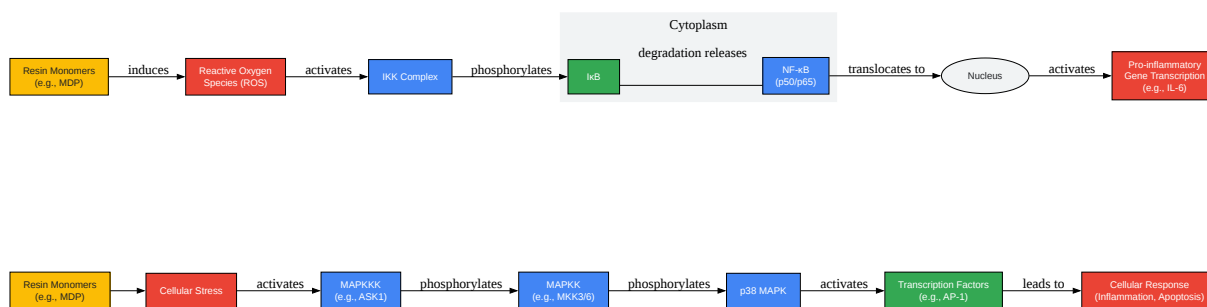 Cytoplasm
degradation releases
Resin Monomers
(e.g., MDP)
induces
Reactive Oxygen
Species (ROS)
activates
IKK Complex
phosphorylates
IκB
NF-κB
(p50/p65)
translocates to
Nucleus
activates
Pro-inflammatory
Gene Transcription
(e.g., IL-6)
Resin Monomers
(e.g., MDP)
Cellular Stress
activates
MAPKKK
(e.g., ASK1)
phosphorylates
MAPKK
(e.g., MKK3/6)
phosphorylates
p38 MAPK
activates
Transcription Factors
(e.g., AP-1)
leads to
Cellular Response
(Inflammation, Apoptosis)